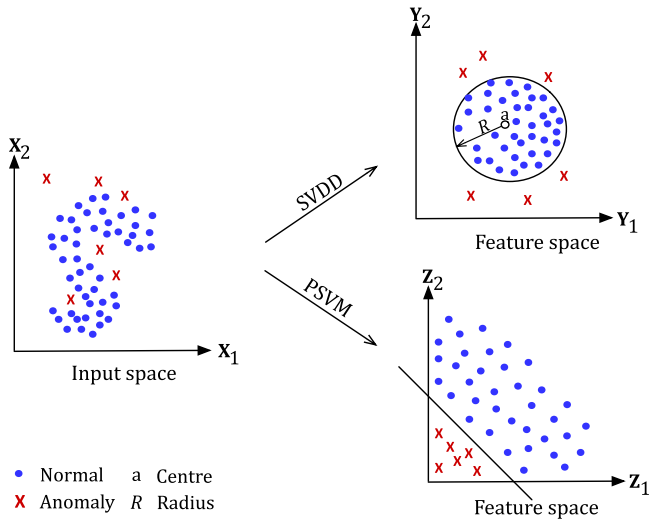 Y2
a
R
SVDD
Y1
Feature space
X2
X1
Input space
PSVM
Z2
Z1
Feature space
Normal a Centre
X Anomaly R Radius